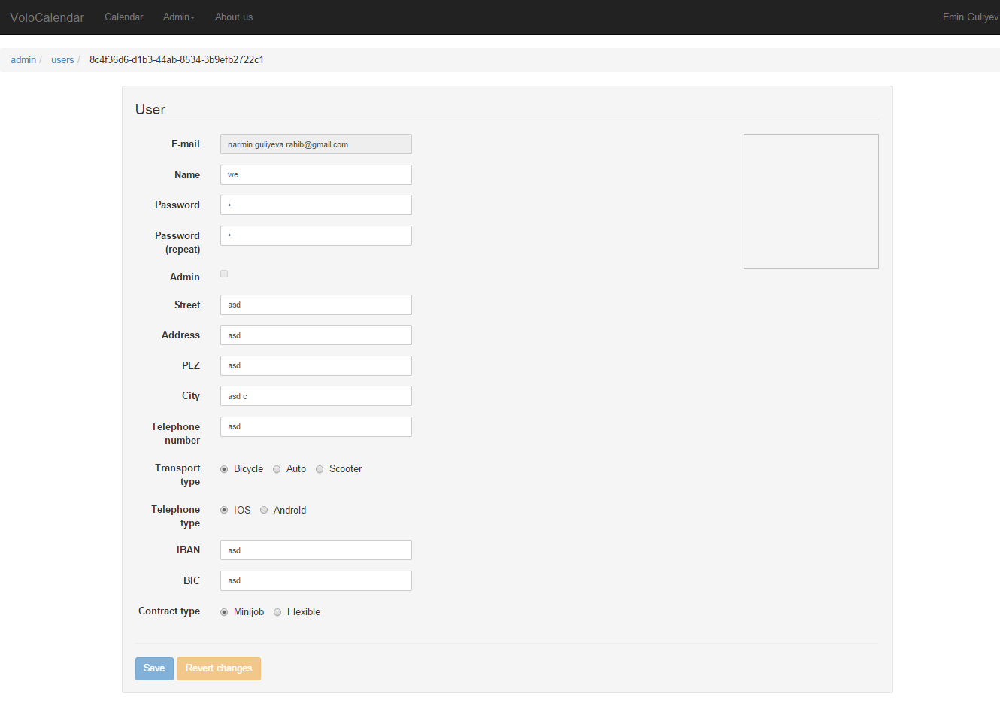 VoloCalendar Calendar Admin About us Emin Guliyev
admin / users / 8c4f36d6-d1b3-44ab-8534-3b9efb2722c1
User
E-mail narmin.guliyeva.rahib@gmail.com
Name we
Password •
Password (repeat) •
Admin
Street asd
Address asd
PLZ asd
City asd c
Telephone number asd
Transport type Bicycle Auto Scooter
Telephone type IOS Android
IBAN asd
BIC asd
Contract type Minijob Flexible
Save Revert changes